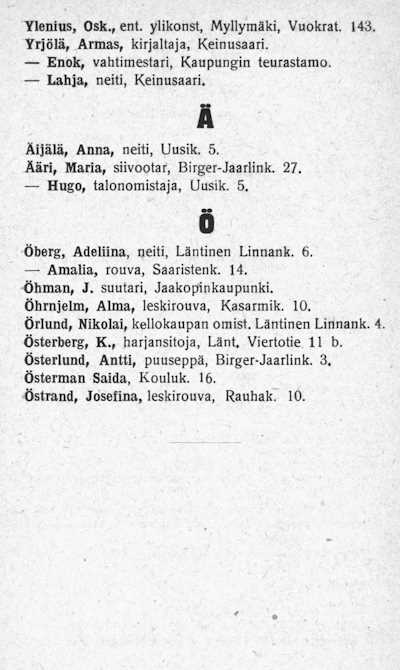 Ylenius, Osk., ent. ylikonst, Myllymäki, Vuokrat. 143.
Yrjölä, Armas, kirjaltaja, Keinusaari.
— Enok, vahtimestari, Kaupungin teurastamo.
— Lahja, neiti, Keinusaari.
Ä
Äijälä, Anna, neiti, Uusik. 5.
Ääri, Maria, siivootar, Birger-Jaarlink. 27.
— Hugo, talonomistaja, Uusik. 5.
Ö
Öberg, Adeliina, neiti, Läntinen Linnank. 6.
— Amalia, rouva, Saaristenk. 14.
Öhman, J. suutari, Jaakopinkaupunki.
Öhrnjelm, Alma, leskirouva, Kasarmik. 10.
Örlund, Nikolai, kellokaupan omist. Läntinen Linnank. 4.
Österberg, K., harjansitoja, Länt. Viertotie 11 b.
Österlund, Antti, puuseppä, Birger-Jaarlink. 3.
Österman Saida, Kouluk. 16.
Östrand, Josefina, leskirouva, Rauhak. 10.